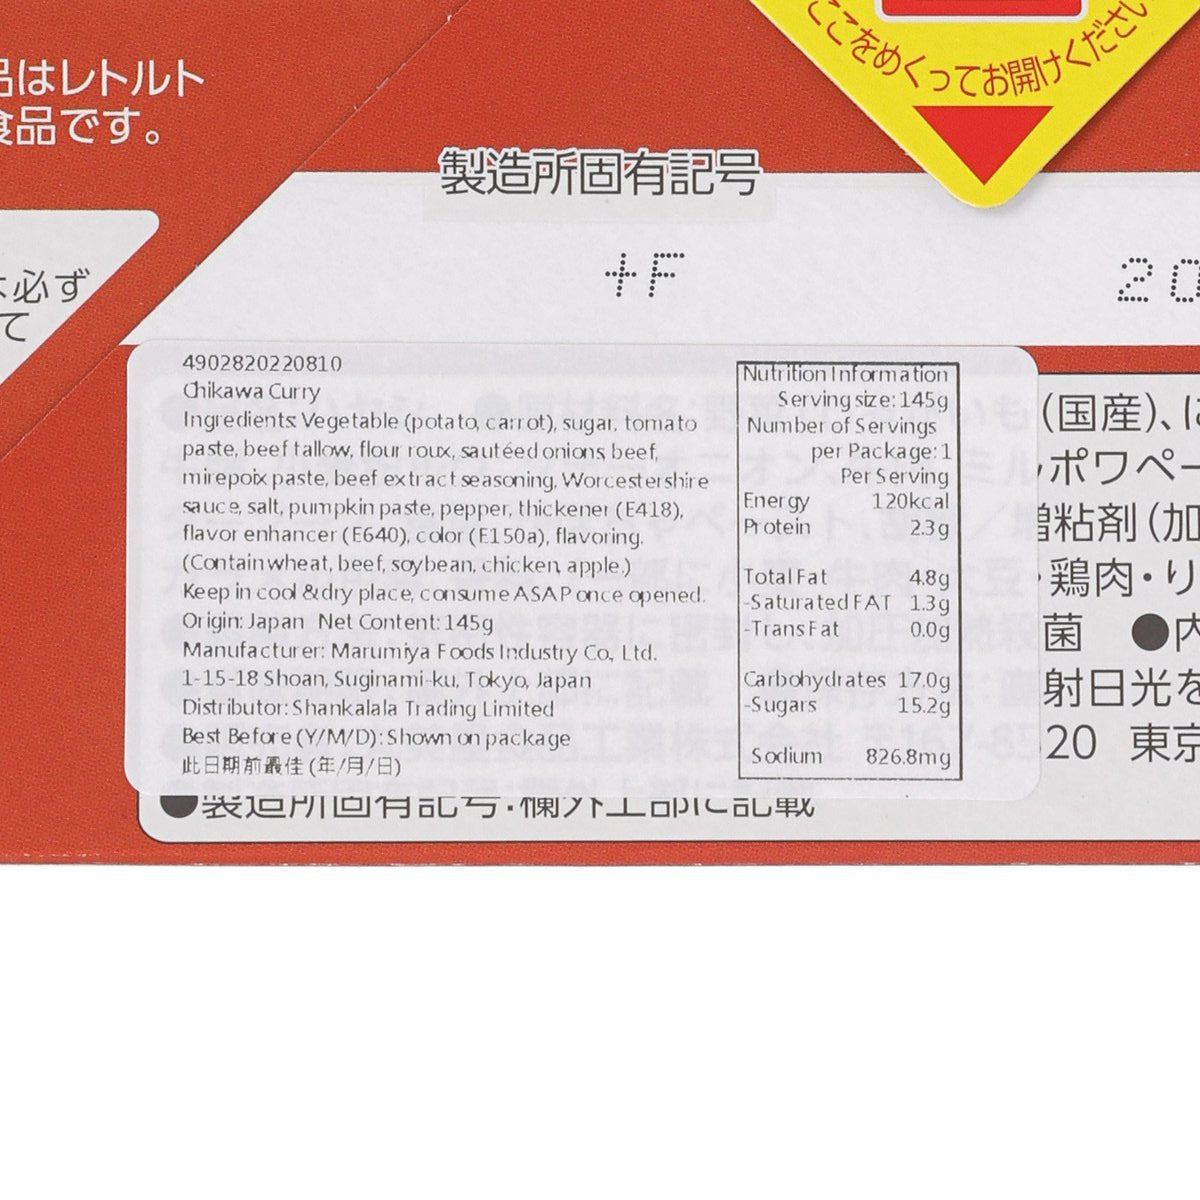 ここをめくってお開けください
品はレトルト
食品です。
製造所固有記号
必ず
て
+F
20
4902820220810
Chikawa Curry
Ingredients: Vegetable (potato, carrot), sugar, tomato
paste, beef tallow, flour roux, sautéed onions, beef,
mirepoix paste, beef extract seasoning, Worcestershire
sauce, salt, pumpkin paste, pepper, thickener (E418),
flavor enhancer (E640), color (E150a), flavoring.
(Contain wheat, beef, soybean, chicken, apple.)
Keep in cool & dry place, consume ASAP once opened.
Origin: Japan Net Content: 145g
Manufacturer: Marumiya Foods Industry Co., Ltd.
1-15-18 Shoan, Suginami-ku, Tokyo, Japan
Distributor: Shankalala Trading Limited
Best Before (Y/M/D): Shown on package
此日期前最佳 (年/月/日)
Nutrition Information
Serving size: 145g
Number of Servings
per Package: 1
Per Serving
Energy 120kcal
Protein 2.3g
Total Fat 4.8g
-Saturated FAT 1.3g
-Trans Fat 0.0g
Carbohydrates 17.0g
-Sugars 15.2g
Sodium 826.8mg
(国産)、に
ポワペー
増粘剤(加
・鶏肉・り
菌 ●内
射日光を
20 東京
●製造所固有記号:欄外上部に記載